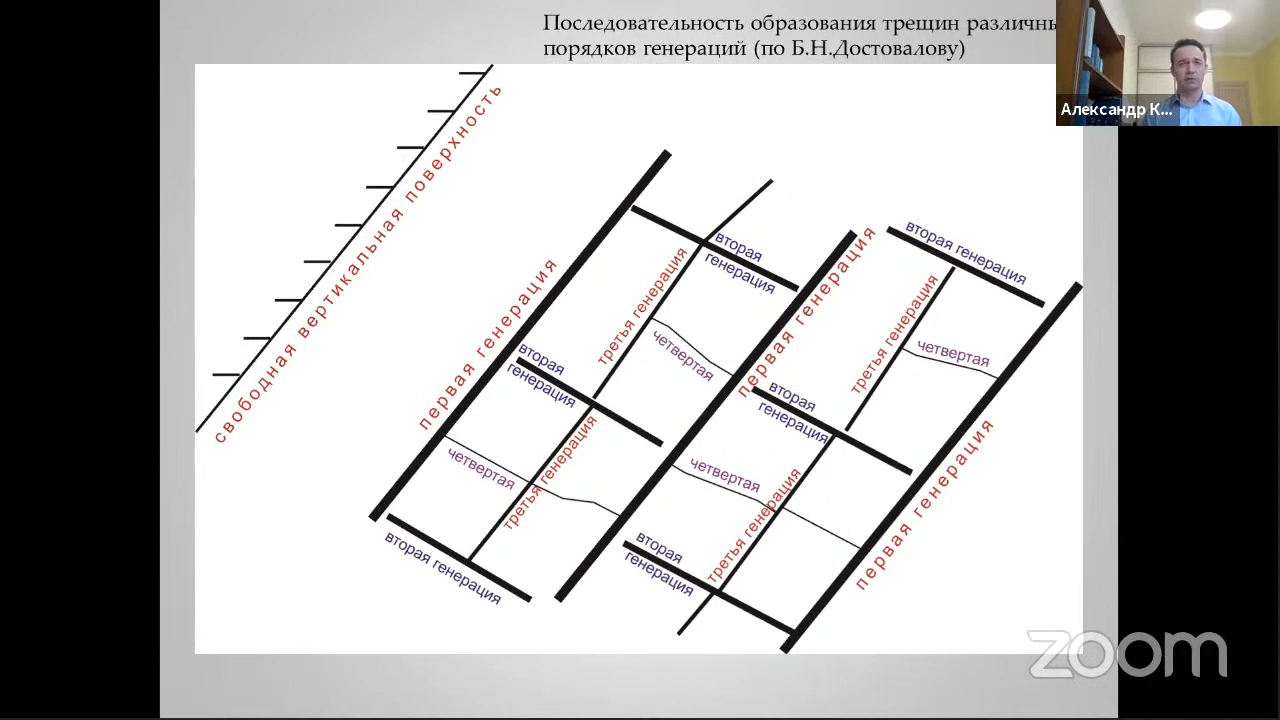 Последовательность образования трещин различны
порядков генераций (по Б.Н.Достовалову)
Александр К...
свободная вертикальная поверхность
первая генерация
вторая
генерация
третья генерация
четвертая
первая генерация
вторая генерация
третья генерация
четвертая
вторая
генерация
четвертая
третья генерация
вторая генерация
вторая
генерация
четвертая
третья генерация
вторая
генерация
первая генерация
zoom